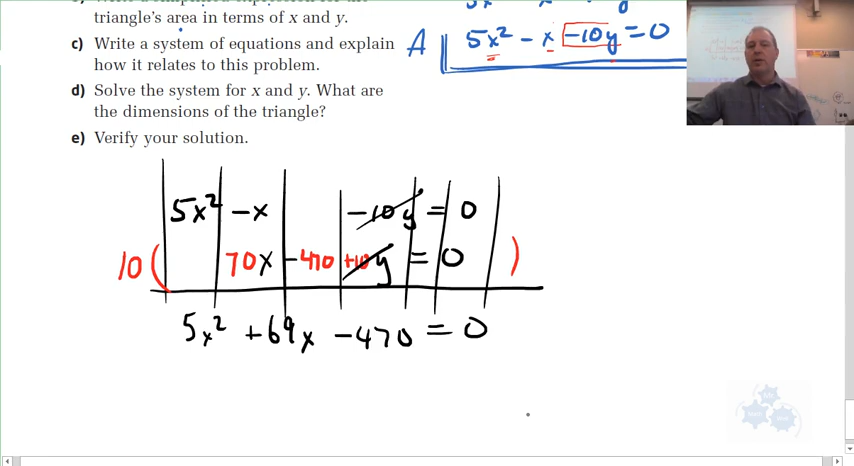 triangle's area in terms of x and y.
c) Write a system of equations and explain
how it relates to this problem.
d) Solve the system for x and y. What are
the dimensions of the triangle?
e) Verify your solution.
A 5x² - x -10y = 0
5x² - x -10y = 0
10( 70x -470 +10y = 0 )
5x² + 69x - 470 = 0